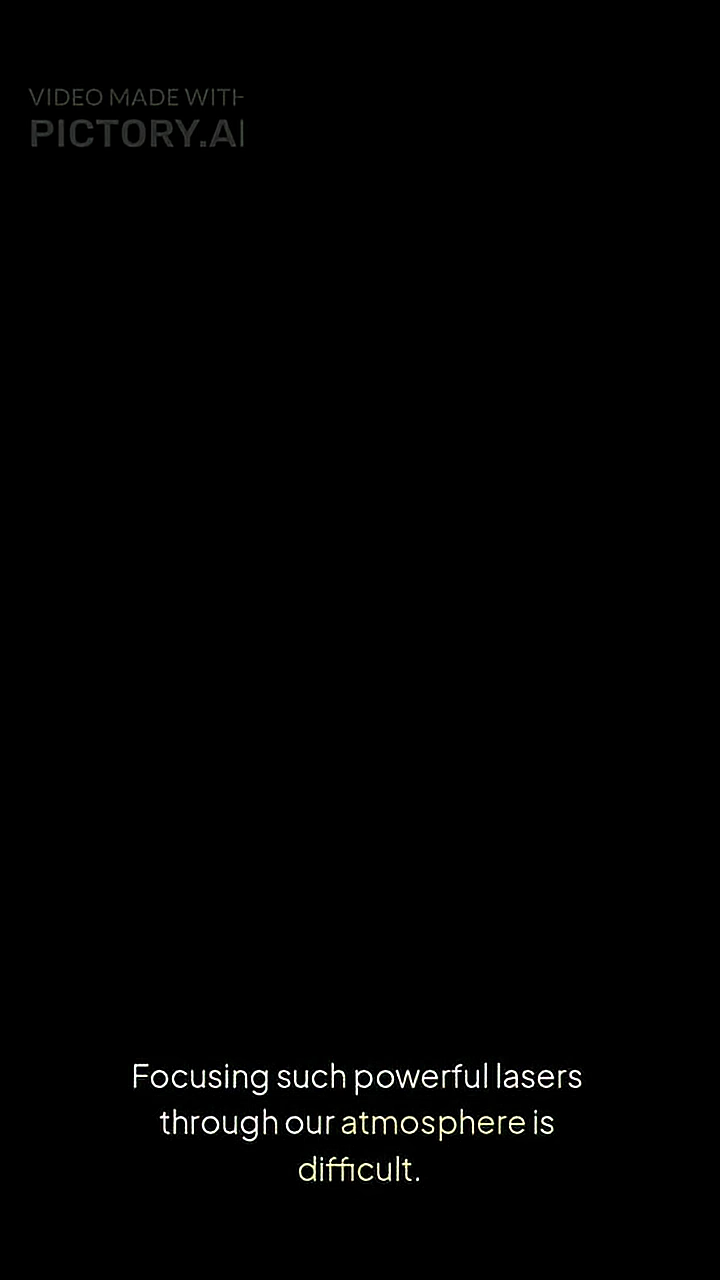 VIDEO MADE WITH
PICTORY.AI
Focusing such powerful lasers
through our atmosphere is
difficult.